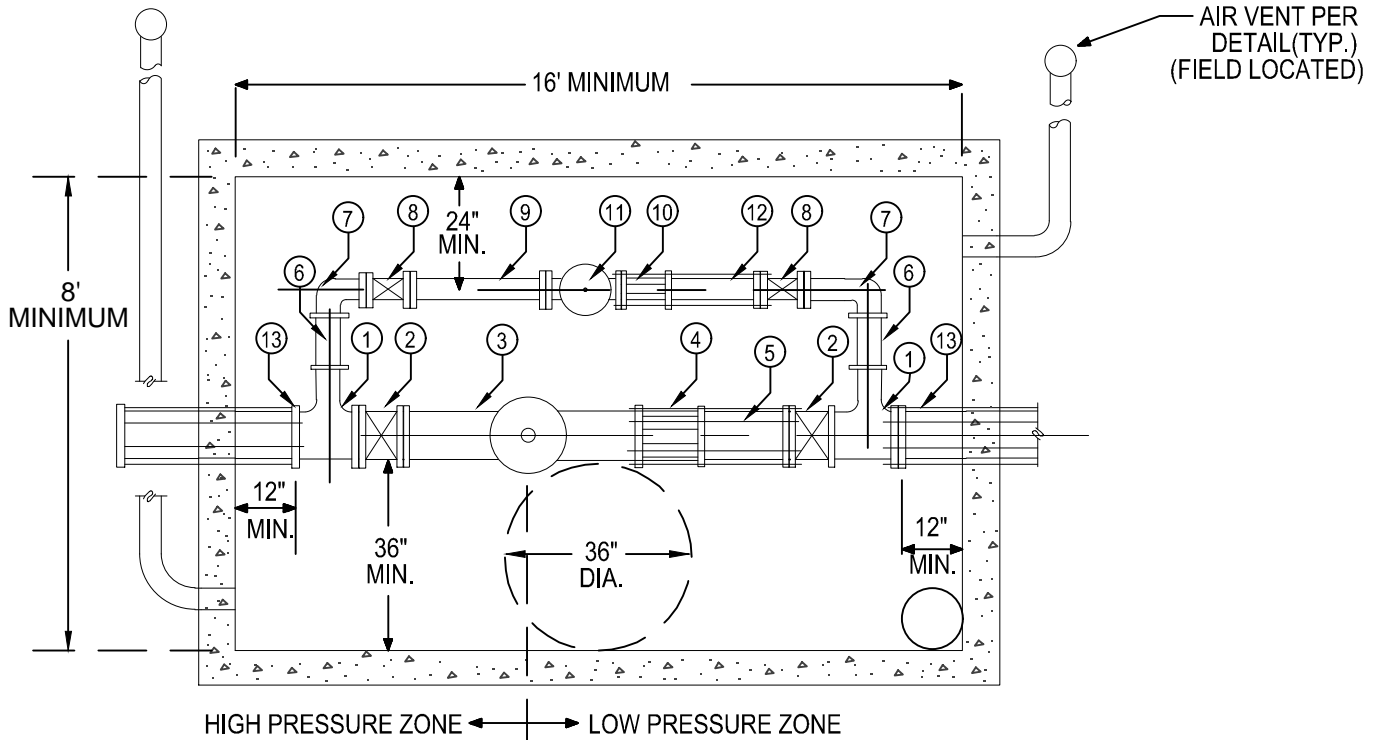 AIR VENT PER
DETAIL(TYP.)
(FIELD LOCATED)
16' MINIMUM
8'
MINIMUM
24"
MIN.
7
8
9
11
10
12
8
7
6
6
13
1
2
3
4
5
2
1
13
12"
MIN.
36"
MIN.
36"
DIA.
12"
MIN.
HIGH PRESSURE ZONE
LOW PRESSURE ZONE